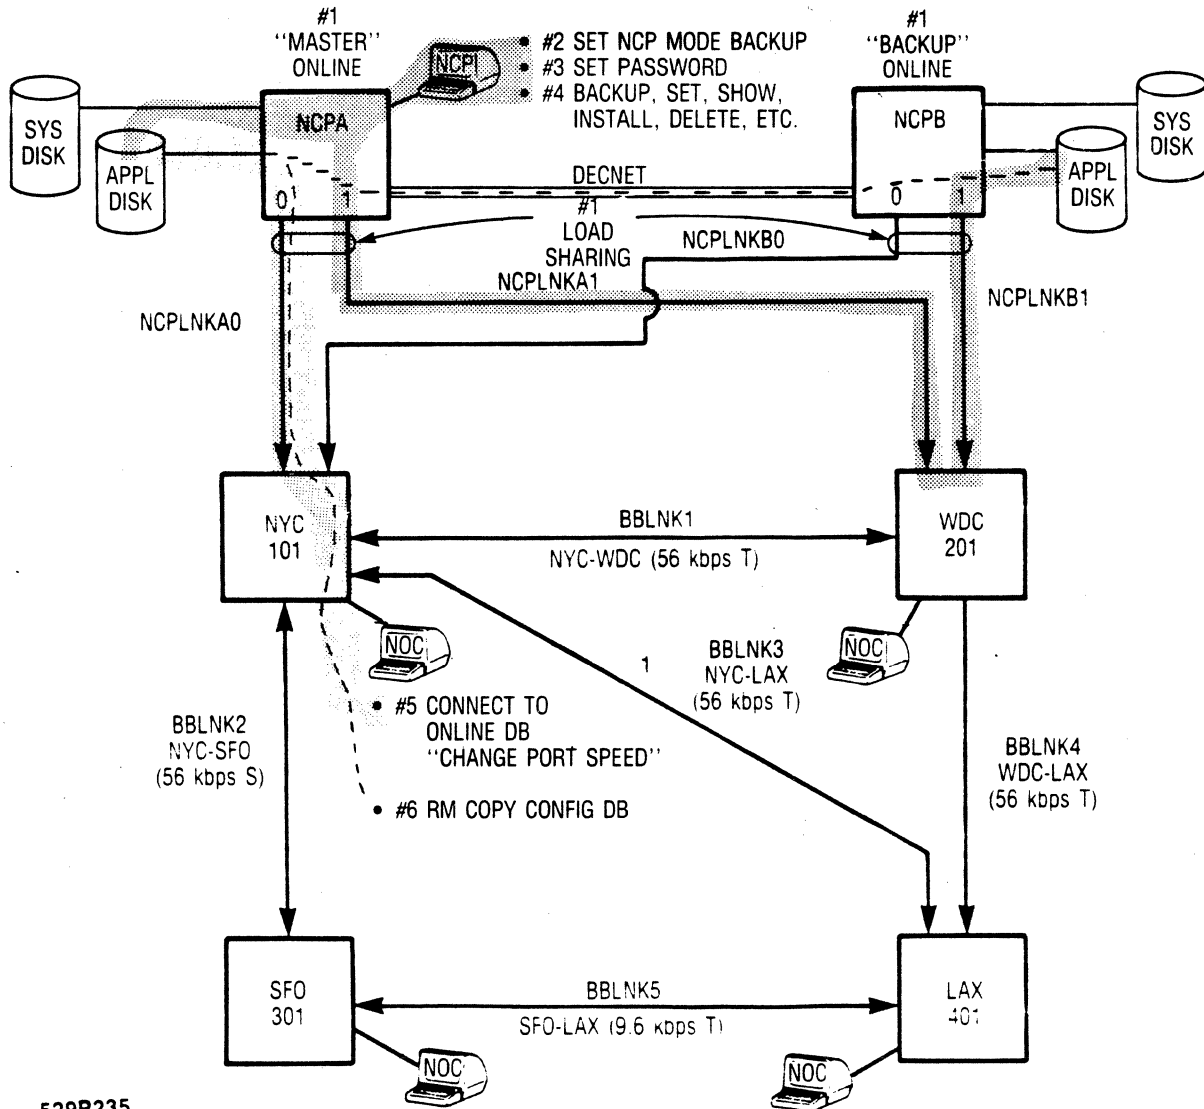 #1
"MASTER"
ONLINE
NCPI
• #2 SET NCP MODE BACKUP
• #3 SET PASSWORD
• #4 BACKUP, SET, SHOW,
INSTALL, DELETE, ETC.
#1
"BACKUP"
ONLINE
SYS
DISK
APPL
DISK
NCPA
0 1
DECNET
NCPB
0 1
APPL
DISK
SYS
DISK
#1
LOAD
SHARING
NCPLNKB0
NCPLNKA1
NCPLNKA0
NCPLNKB1
NYC
101
BBLNK1
NYC-WDC (56 kbps T)
WDC
201
NOC
NOC
1
BBLNK3
NYC-LAX
(56 kbps T)
• #5 CONNECT TO
ONLINE DB
"CHANGE PORT SPEED"
BBLNK2
NYC-SFO
(56 kbps S)
BBLNK4
WDC-LAX
(56 kbps T)
• #6 RM COPY CONFIG DB
SFO
301
BBLNK5
SFO-LAX (9.6 kbps T)
LAX
401
NOC
NOC
529B235